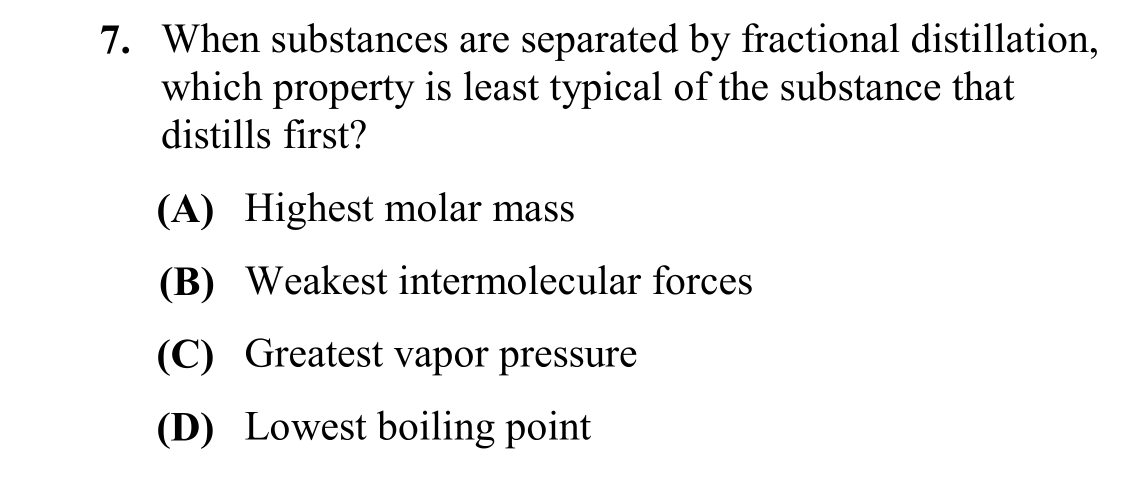 7. When substances are separated by fractional distillation,
which property is least typical of the substance that
distills first?
(A) Highest molar mass
(B) Weakest intermolecular forces
(C) Greatest vapor pressure
(D) Lowest boiling point